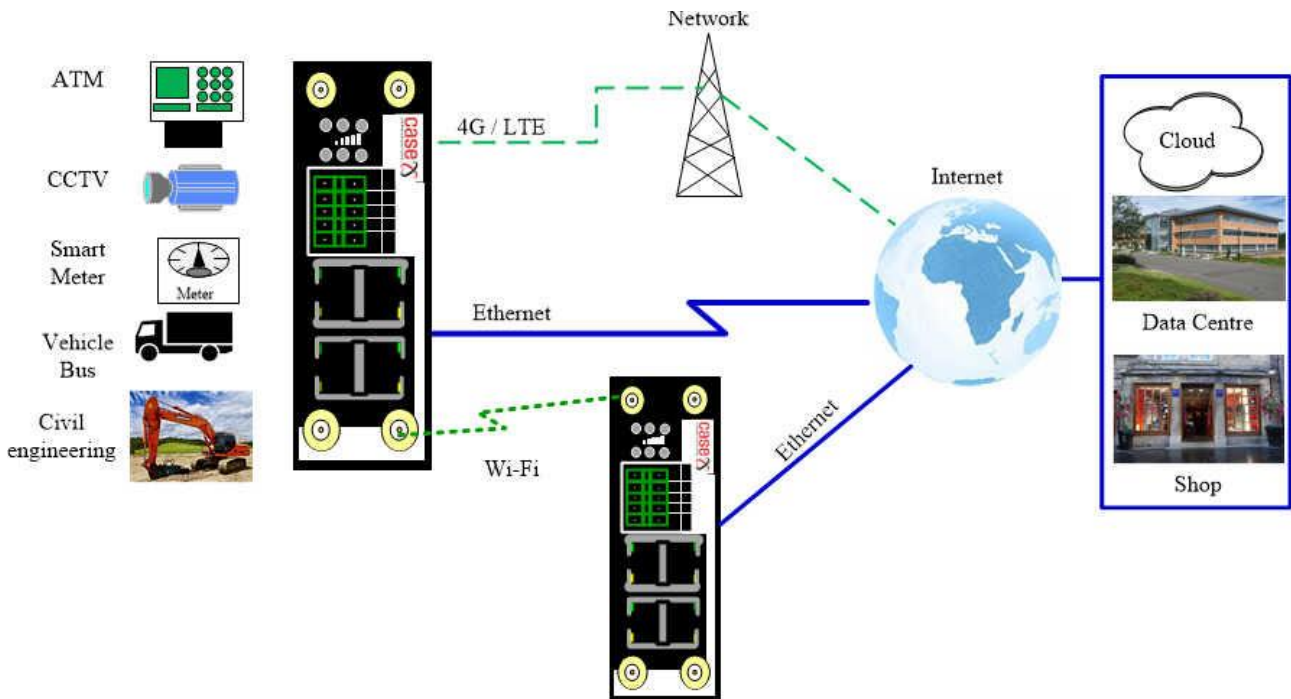 Network
ATM
4G / LTE
case
CCTV
Cloud
Internet
Smart
Meter
Meter
Ethernet
Data Centre
Vehicle
Bus
case
Civil
engineering
Ethernet
Wi-Fi
Shop